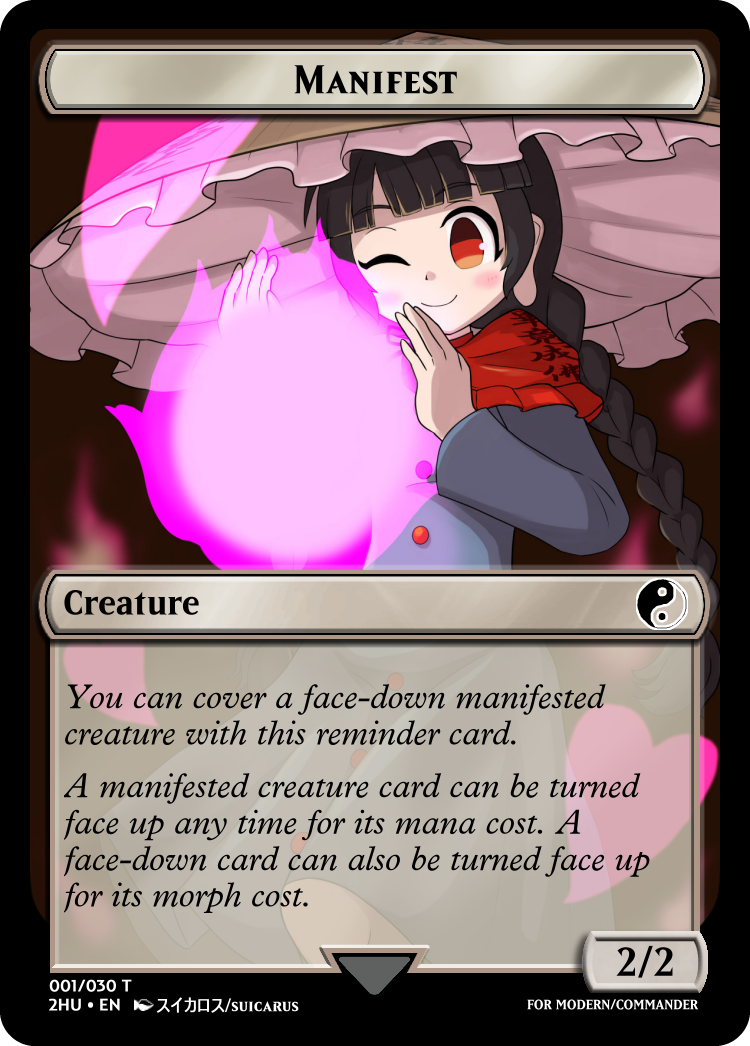 Manifest
Creature
You can cover a face-down manifested
creature with this reminder card.
A manifested creature card can be turned
face up any time for its mana cost. A
face-down card can also be turned face up
for its morph cost.
2/2
001/030 T
2HU • EN スイカロス/SUICARUS
FOR MODERN/COMMANDER